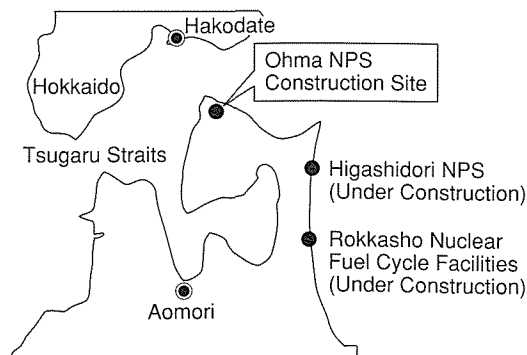 Hakodate
Ohma NPS
Construction Site
Hokkaido
Tsugaru Straits
Higashidori NPS
(Under Construction)
Rokkasho Nuclear
Fuel Cycle Facilities
(Under Construction)
Aomori